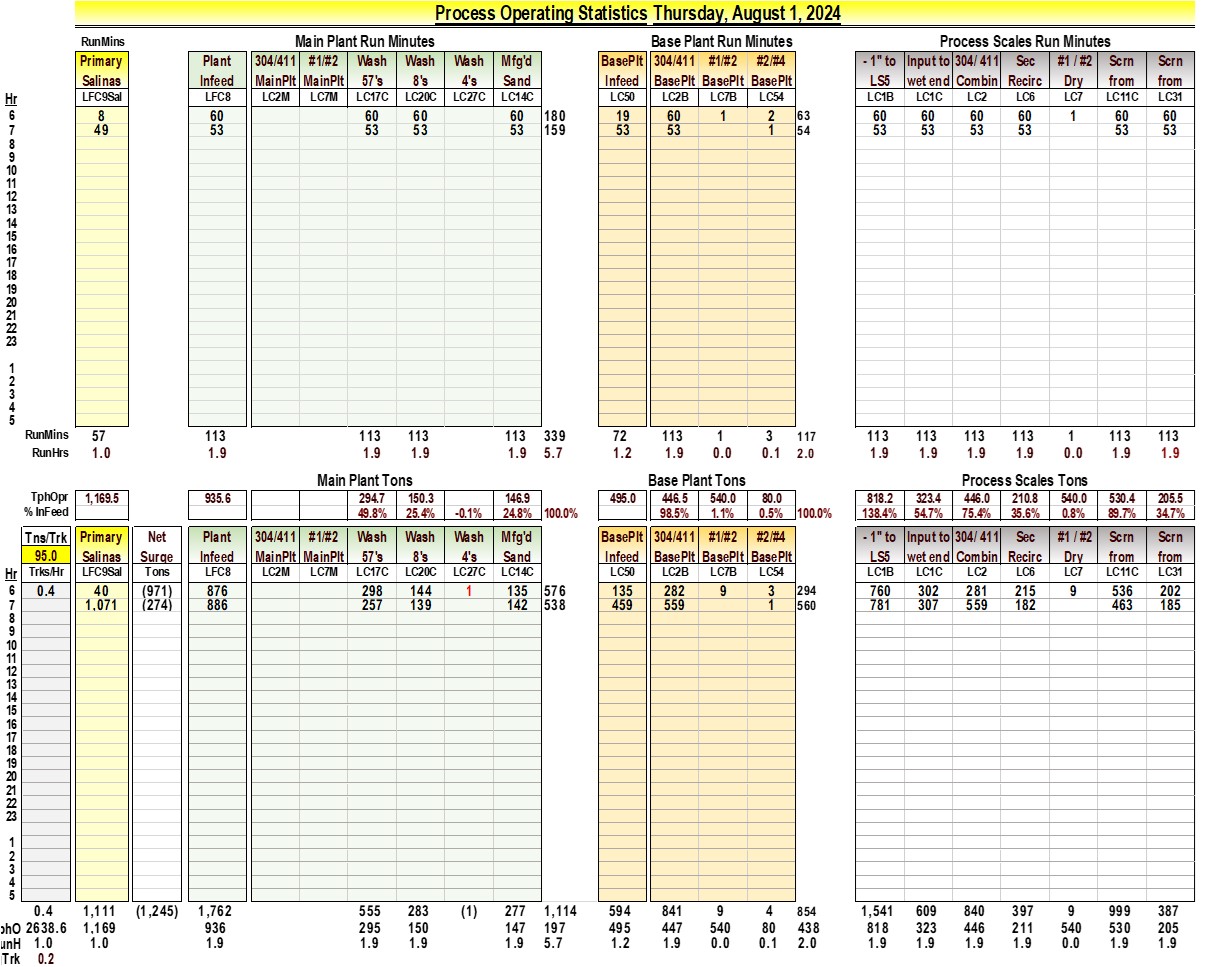 Process Operating Statistics Thursday, August 1, 2024
RunMins Main Plant Run Minutes Base Plant Run Minutes Process Scales Run Minutes
Primary Plant 304/411 #1/#2 Wash Wash Wash Mfg'd BasePlt 304/411 #1/#2 #2/#4 - 1" to Input to 304/ 411 Sec #1 / #2 Scrn Scrn
Salinas Infeed MainPlt MainPlt 57's 8's 4's Sand Infeed BasePlt BasePlt BasePlt LS5 wet end Combin Recirc Dry from from
Hr LFC9Sal LFC8 LC2M LC7M LC17C LC20C LC27C LC14C LC50 LC2B LC7B LC54 LC1B LC1C LC2 LC6 LC7 LC11C LC31
6 8 60 60 60 60 180 19 60 1 2 63 60 60 60 60 1 60 60
7 49 53 53 53 53 159 53 53 1 54 53 53 53 53 53 53
8
9
10
11
12
13
14
15
16
17
18
19
20
21
22
23
1
2
3
4
5
RunMins 57 113 113 113 113 339 72 113 1 3 117 113 113 113 113 1 113 113
RunHrs 1.0 1.9 1.9 1.9 1.9 5.7 1.2 1.9 0.0 0.1 2.0 1.9 1.9 1.9 1.9 0.0 1.9 1.9
Main Plant Tons Base Plant Tons Process Scales Tons
TphOpr 1,169.5 935.6 294.7 150.3 146.9 495.0 446.5 540.0 80.0 818.2 323.4 446.0 210.8 540.0 530.4 205.5
% InFeed 49.8% 25.4% -0.1% 24.8% 100.0% 98.5% 1.1% 0.5% 100.0% 138.4% 54.7% 75.4% 35.6% 0.8% 89.7% 34.7%
Tns/Trk Primary Net Plant 304/411 #1/#2 Wash Wash Wash Mfg'd BasePlt 304/411 #1/#2 #2/#4 - 1" to Input to 304/ 411 Sec #1 / #2 Scrn Scrn
95.0 Salinas Surge Infeed MainPlt MainPlt 57's 8's 4's Sand Infeed BasePlt BasePlt BasePlt LS5 wet end Combin Recirc Dry from from
Hr Trks/Hr LFC9Sal Tons LFC8 LC2M LC7M LC17C LC20C LC27C LC14C LC50 LC2B LC7B LC54 LC1B LC1C LC2 LC6 LC7 LC11C LC31
6 0.4 40 (971) 876 298 144 1 135 576 135 282 9 3 294 760 302 281 215 9 536 202
7 1,071 (274) 886 257 139 142 538 459 559 1 560 781 307 559 182 463 185
8
9
10
11
12
13
14
15
16
17
18
19
20
21
22
23
1
2
3
4
5
0.4 1,111 (1,245) 1,762 555 283 (1) 277 1,114 594 841 9 4 854 1,541 609 840 397 9 999 387
phO 2638.6 1,169 936 295 150 147 197 495 447 540 80 438 818 323 446 211 540 530 205
unH 1.0 1.0 1.9 1.9 1.9 1.9 5.7 1.2 1.9 0.0 0.1 2.0 1.9 1.9 1.9 1.9 0.0 1.9 1.9
Trk 0.2